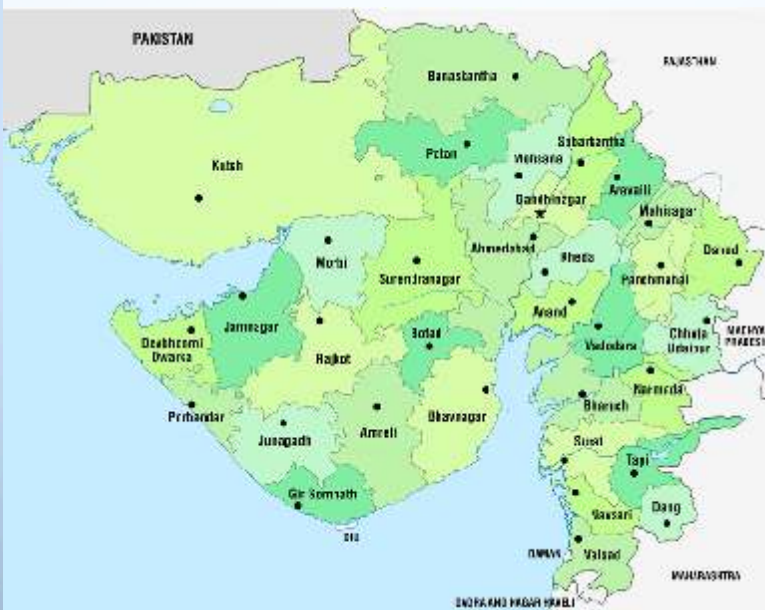 PAKISTAN
RAJASTHAN
Banaskantha
Sabarkantha
Patan
Mehsana
Kutch
Aravalli
Gandhinagar
Mahisagar
Ahmedabad
Morbi
Kheda
Dahod
Surendranagar
Panchmahal
Anand
Jamnagar
Botad
Chhota
Udaipur
MADHYA
PRADESH
Devbhoomi
Dwarka
Vadodara
Rajkot
Narmada
Bharuch
Porbandar
Bhavnagar
Amreli
Junagadh
Surat
Tapi
Gir Somnath
Dang
Navsari
DIU
DAMAN
Valsad
MAHARASHTRA
DADRA AND NAGAR HAVELI